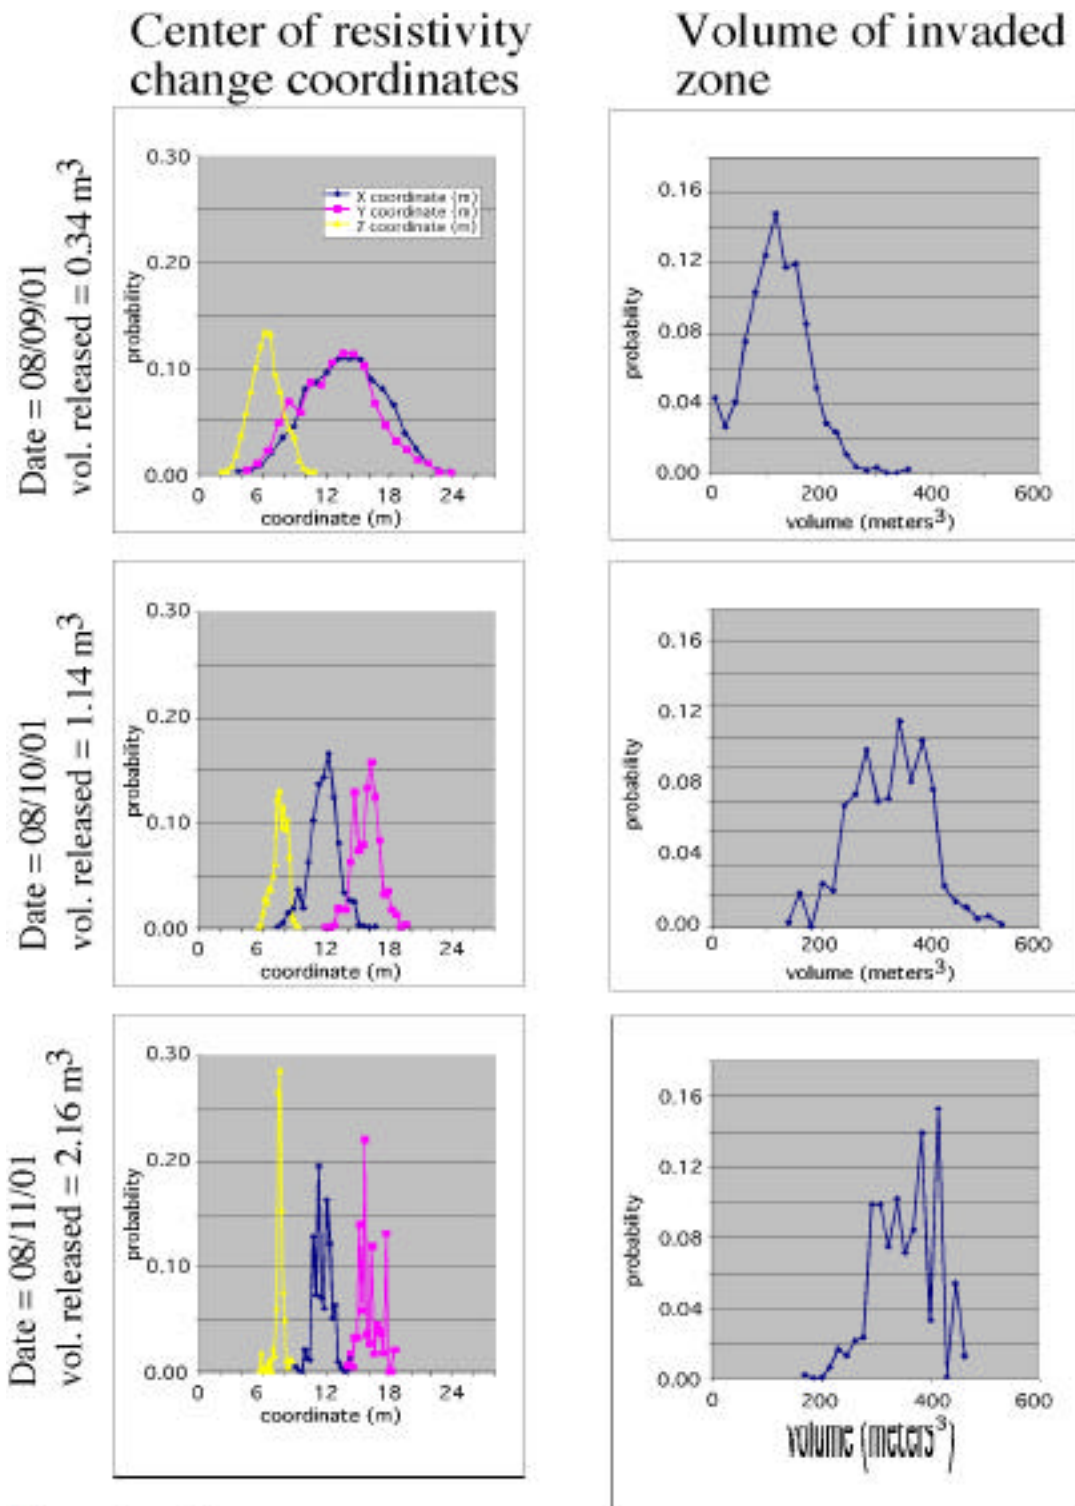 Center of resistivity
change coordinates
Volume of invaded
zone
Date = 08/09/01
vol. released = 0.34 m³
0.30
0.20
0.10
0.00
probability
X coordinate (m)
Y coordinate (m)
Z coordinate (m)
0 6 12 18 24
coordinate (m)
0.16
0.12
0.08
0.04
0.00
probability
0 200 400 600
volume (meters³)
Date = 08/10/01
vol. released = 1.14 m³
0.30
0.20
0.10
0.00
probability
0 6 12 18 24
coordinate (m)
0.16
0.12
0.08
0.04
0.00
probability
0 200 400 600
volume (meters³)
Date = 08/11/01
vol. released = 2.16 m³
0.30
0.20
0.10
0.00
probability
0 6 12 18 24
coordinate (m)
0.16
0.12
0.08
0.04
0.00
probability
0 200 400 600
volume (meters³)